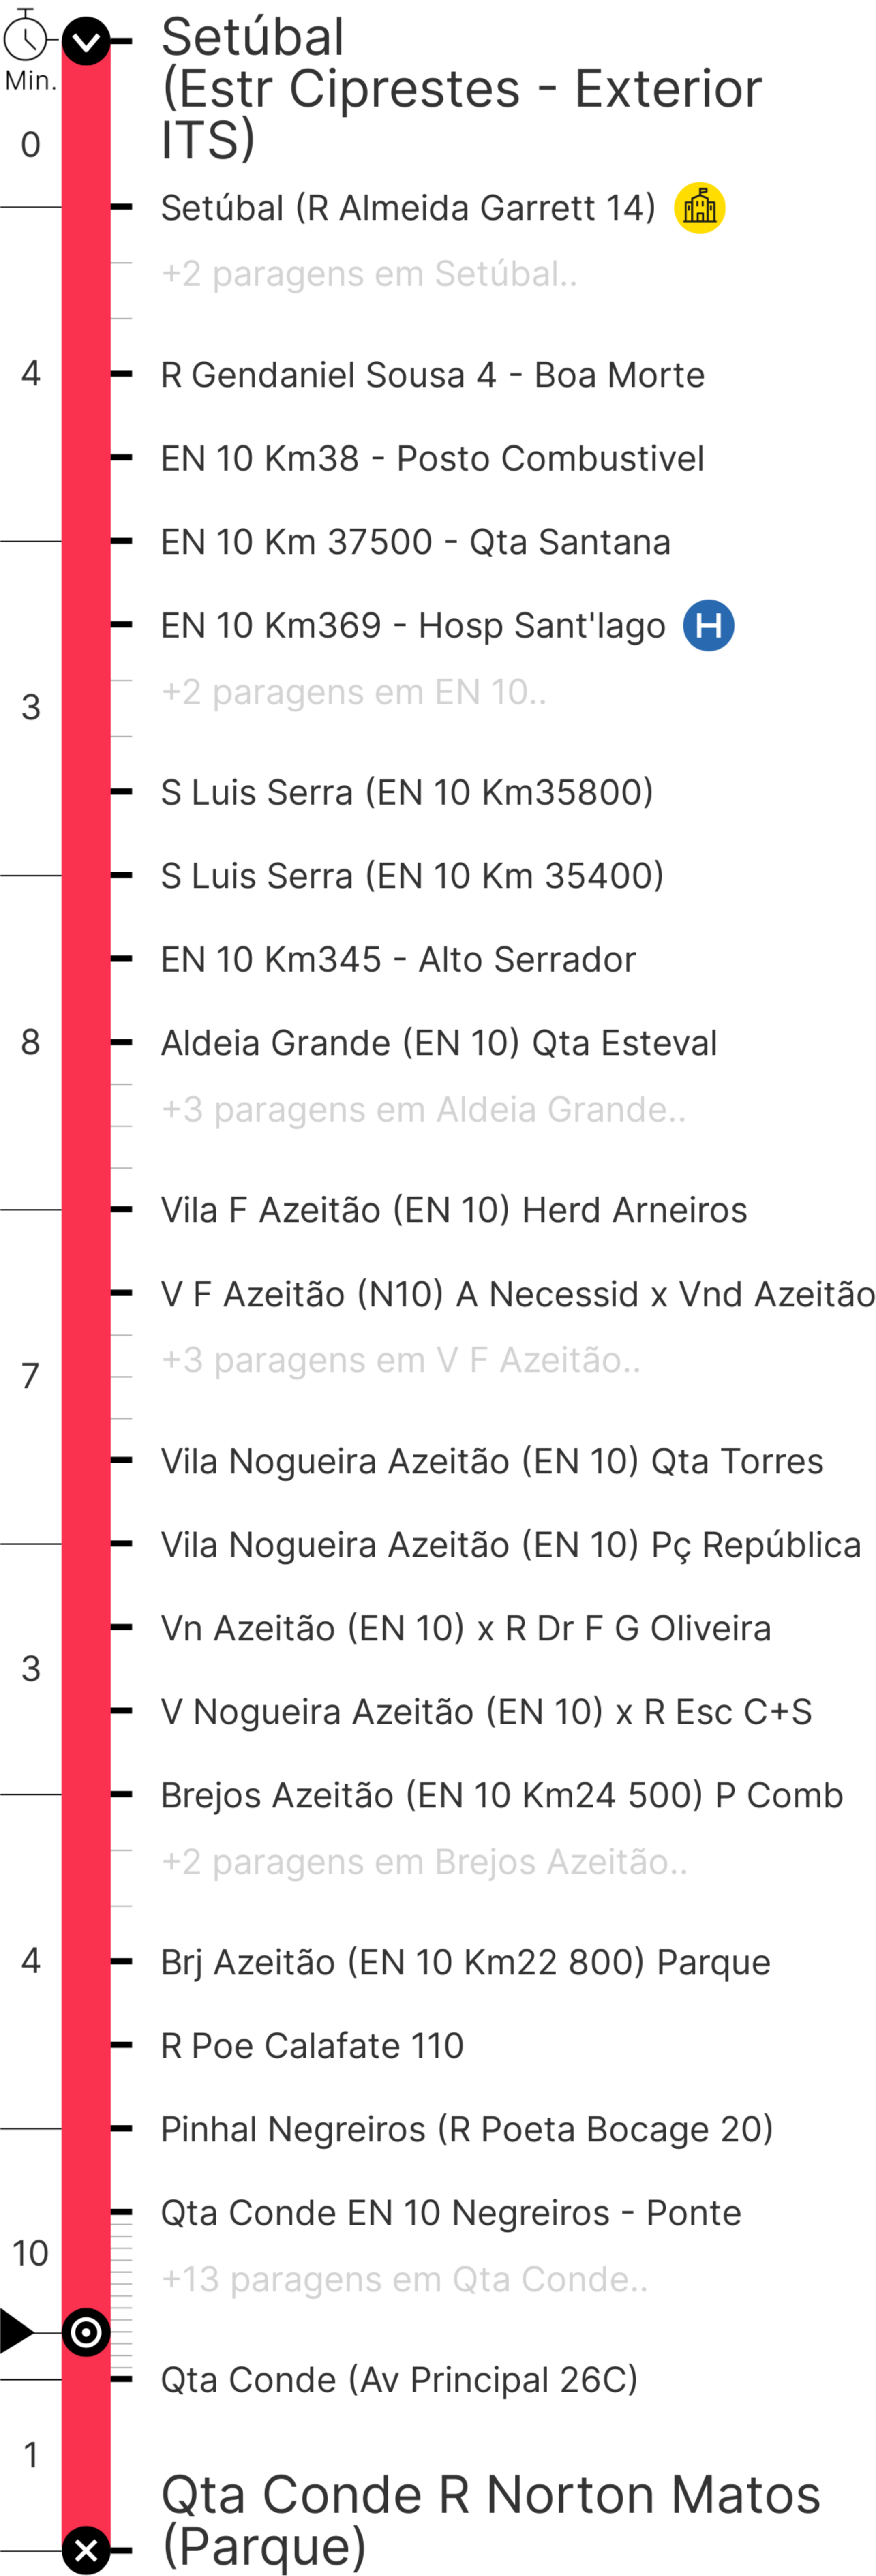 Setúbal
(Estr Ciprestes - Exterior
ITS)
Min.
0
Setúbal (R Almeida Garrett 14)
+2 paragens em Setúbal..
4
R Gendaniel Sousa 4 - Boa Morte
EN 10 Km38 - Posto Combustivel
EN 10 Km 37500 - Qta Santana
EN 10 Km369 - Hosp Sant'Iago
H
+2 paragens em EN 10..
3
S Luis Serra (EN 10 Km35800)
S Luis Serra (EN 10 Km 35400)
EN 10 Km345 - Alto Serrador
8
Aldeia Grande (EN 10) Qta Esteval
+3 paragens em Aldeia Grande..
Vila F Azeitão (EN 10) Herd Arneiros
V F Azeitão (N10) A Necessid x Vnd Azeitão
+3 paragens em V F Azeitão..
7
Vila Nogueira Azeitão (EN 10) Qta Torres
Vila Nogueira Azeitão (EN 10) Pç República
Vn Azeitão (EN 10) x R Dr F G Oliveira
3
V Nogueira Azeitão (EN 10) x R Esc C+S
Brejos Azeitão (EN 10 Km24 500) P Comb
+2 paragens em Brejos Azeitão..
4
Brj Azeitão (EN 10 Km22 800) Parque
R Poe Calafate 110
Pinhal Negreiros (R Poeta Bocage 20)
Qta Conde EN 10 Negreiros - Ponte
10
+13 paragens em Qta Conde..
Qta Conde (Av Principal 26C)
1
Qta Conde R Norton Matos
(Parque)